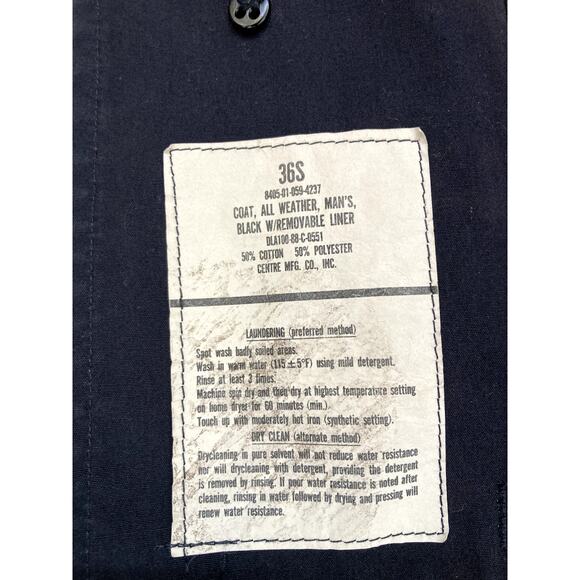 36S
8405-01-059-4237
COAT, ALL WEATHER, MAN'S,
BLACK W/REMOVABLE LINER
DLA100-88-C-0551
50% COTTON 50% POLYESTER
CENTRE MFG. CO., INC.
LAUNDERING (preferred method)
Spot wash badly soiled areas.
Wash in warm water (115 ± 5°F) using mild detergent.
Rinse at least 3 times.
Machine spin dry and then dry at highest temperature setting
on home dryer for 60 minutes (min.)
Touch up with moderately hot iron (synthetic setting).
DRY CLEAN (alternate method)
Drycleaning in pure solvent will not reduce water resistance
nor will drycleaning with detergent, providing the detergent
is removed by rinsing. If poor water resistance is noted after
cleaning, rinsing in water followed by drying and pressing will
renew water resistance.